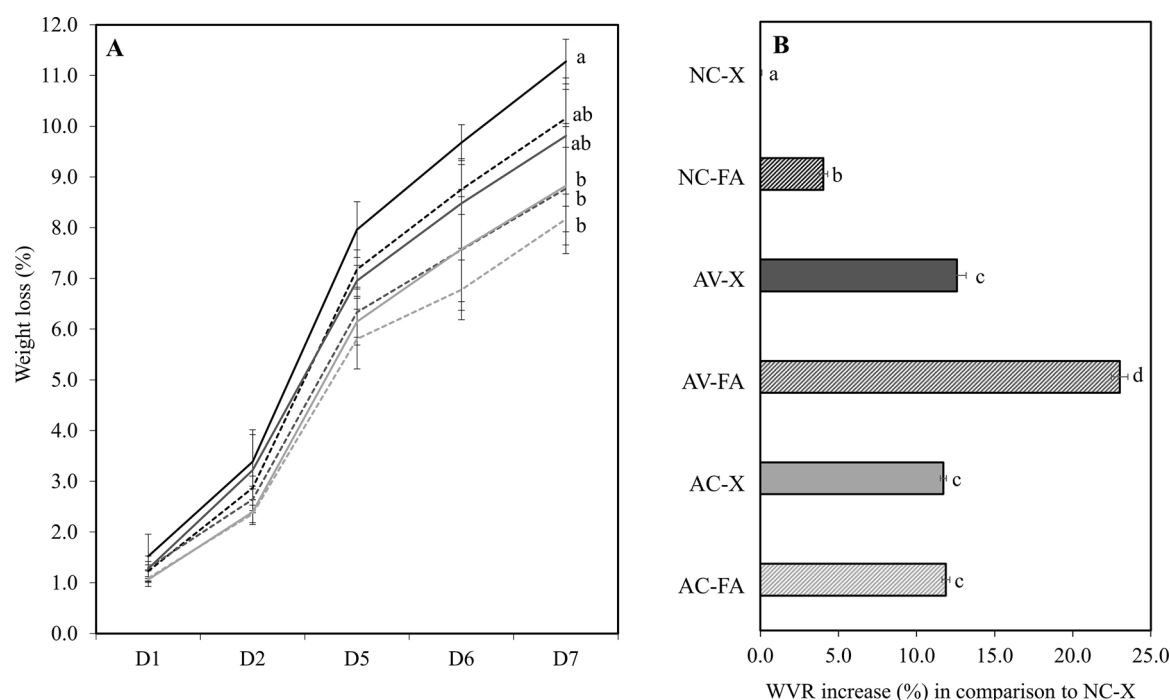 A
12.0
11.0
10.0
9.0
8.0
7.0
6.0
5.0
4.0
3.0
2.0
1.0
0.0
Weight loss (%)
D1 D2 D5 D6 D7
a
ab
ab
b
b
b
B
NC-X
NC-FA
AV-X
AV-FA
AC-X
AC-FA
a
b
c
d
c
c
0.0 5.0 10.0 15.0 20.0 25.0
WVR increase (%) in comparison to NC-X